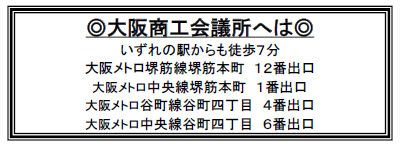 ◎大阪商工会議所へは◎
いずれの駅からも徒歩7分
大阪メトロ堺筋線堺筋本町　12番出口
大阪メトロ中央線堺筋本町　1番出口
大阪メトロ谷町線谷町四丁目　4番出口
大阪メトロ中央線谷町四丁目　6番出口